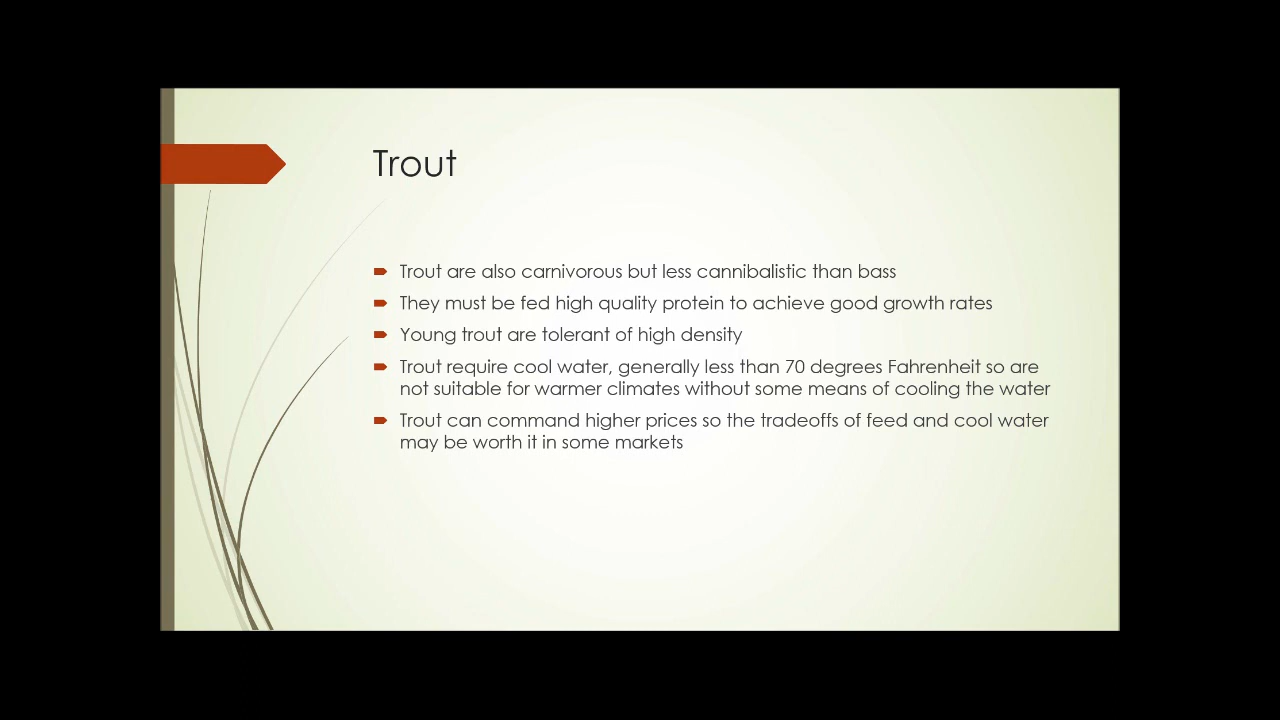 Trout
Trout are also carnivorous but less cannibalistic than bass
They must be fed high quality protein to achieve good growth rates
Young trout are tolerant of high density
Trout require cool water, generally less than 70 degrees Fahrenheit so are
not suitable for warmer climates without some means of cooling the water
Trout can command higher prices so the tradeoffs of feed and cool water
may be worth it in some markets